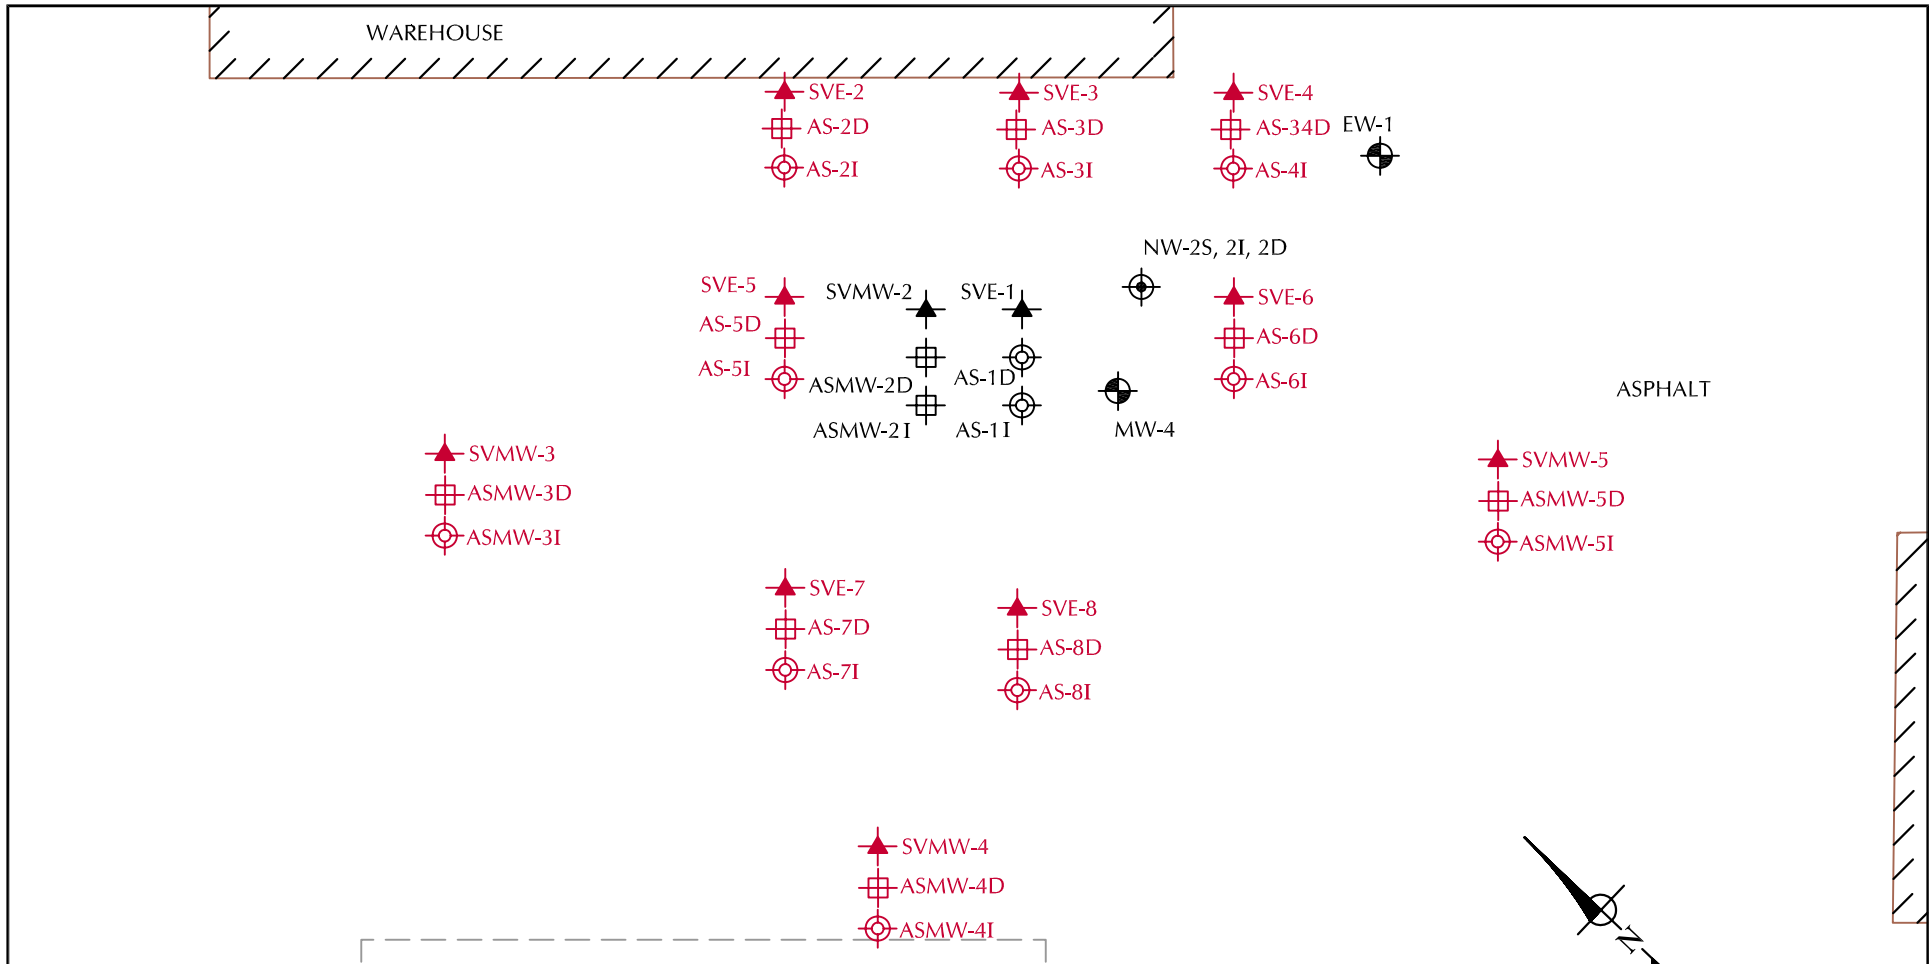 WAREHOUSE
SVE-2
SVE-3
SVE-4
AS-2D
AS-3D
AS-34D
EW-1
AS-2I
AS-3I
AS-4I
NW-2S, 2I, 2D
SVE-5
SVMW-2
SVE-1
SVE-6
AS-5D
AS-6D
AS-5I
ASMW-2D
AS-1D
AS-6I
ASPHALT
ASMW-2I
AS-1I
MW-4
SVMW-3
SVMW-5
ASMW-3D
ASMW-5D
ASMW-3I
ASMW-5I
SVE-7
SVE-8
AS-7D
AS-8D
AS-7I
AS-8I
SVMW-4
ASMW-4D
ASMW-4I
N